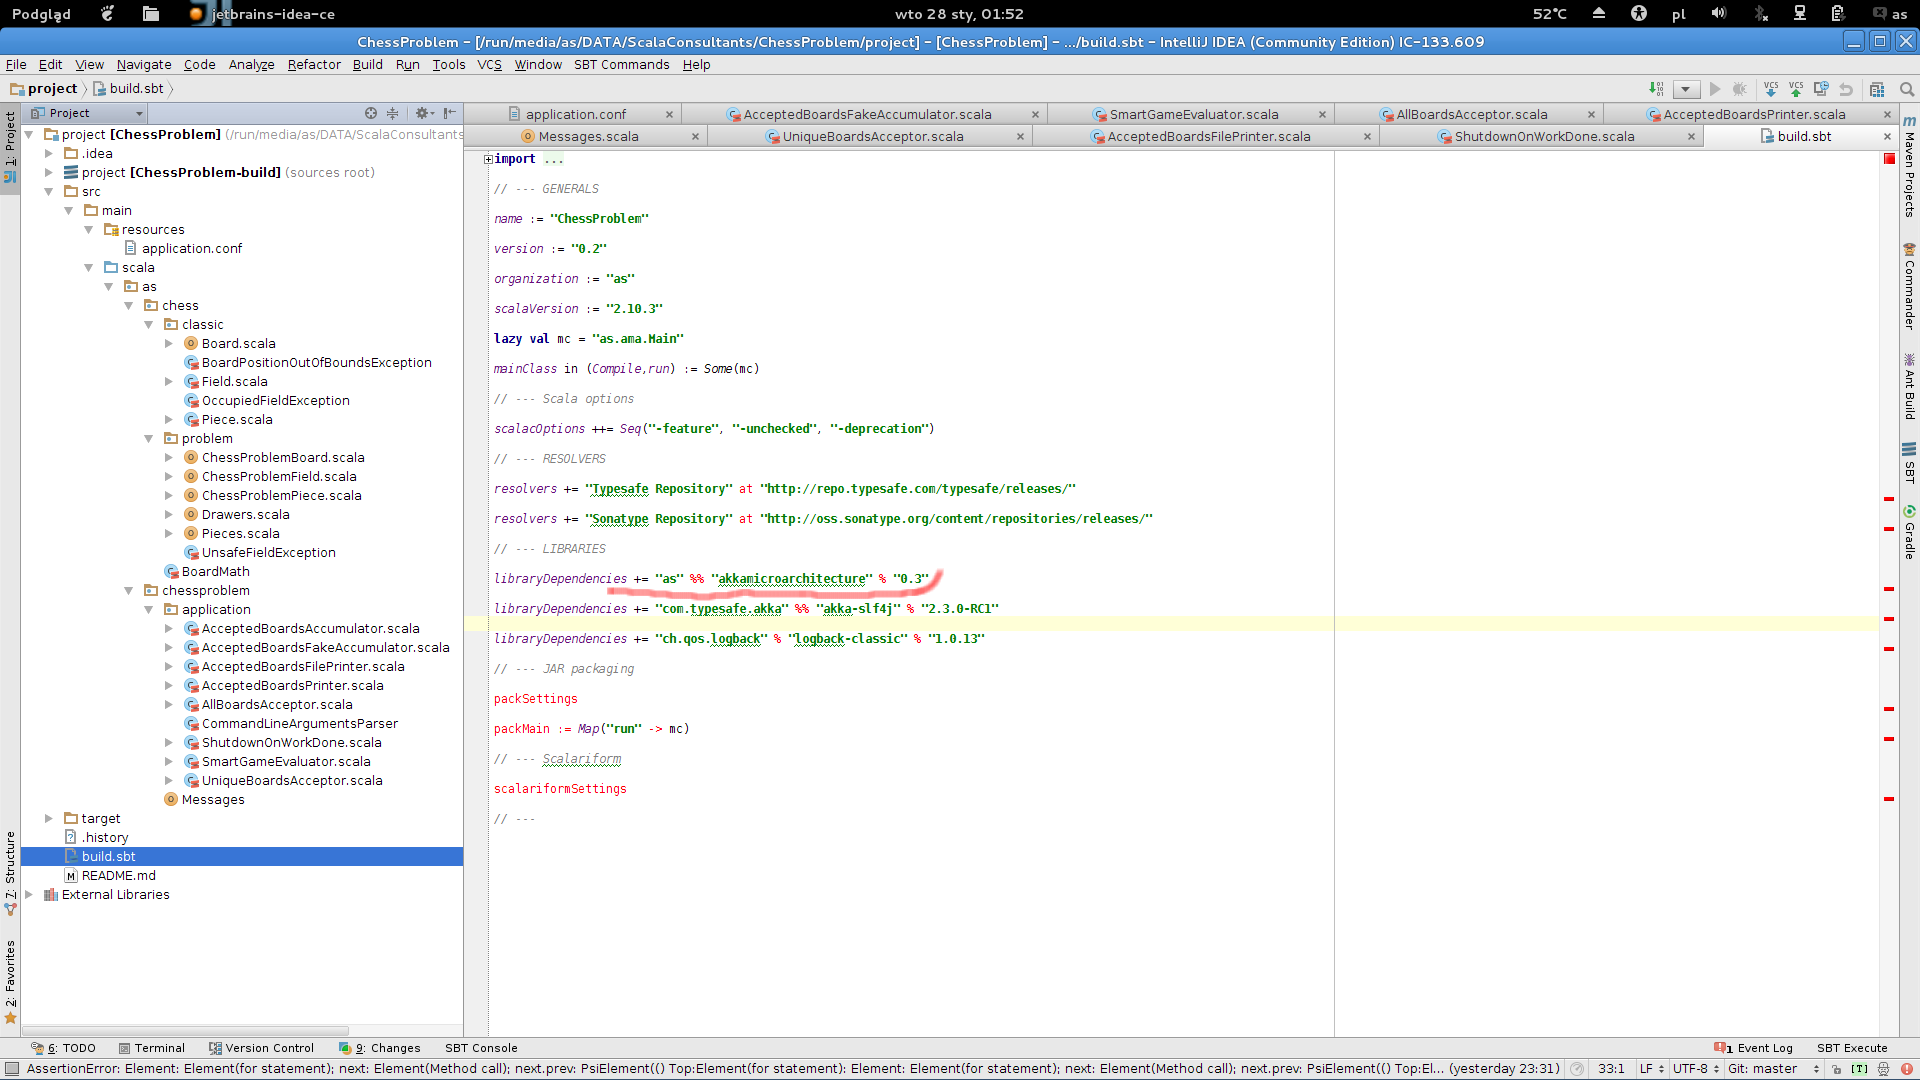 Podgląd jetbrains-idea-ce wto 28 sty, 01:52 52°C pl as
ChessProblem – [/run/media/as/DATA/ScalaConsultants/ChessProblem/project] – [ChessProblem] – .../build.sbt – IntelliJ IDEA (Community Edition) IC-133.609
File Edit View Navigate Code Analyze Refactor Build Run Tools VCS Window SBT Commands Help
project build.sbt
VCS VCS
Project
application.conf AcceptedBoardsFakeAccumulator.scala SmartGameEvaluator.scala AllBoardsAcceptor.scala AcceptedBoardsPrinter.scala
Messages.scala UniqueBoardsAcceptor.scala AcceptedBoardsFilePrinter.scala ShutdownOnWorkDone.scala build.sbt
1: Project
7: Structure
2: Favorites
project [ChessProblem] (/run/media/as/DATA/ScalaConsultants
.idea
project [ChessProblem-build] (sources root)
src
main
resources
application.conf
scala
as
chess
classic
Board.scala
BoardPositionOutOfBoundsException
Field.scala
OccupiedFieldException
Piece.scala
problem
ChessProblemBoard.scala
ChessProblemField.scala
ChessProblemPiece.scala
Drawers.scala
Pieces.scala
UnsafeFieldException
BoardMath
chessproblem
application
AcceptedBoardsAccumulator.scala
AcceptedBoardsFakeAccumulator.scala
AcceptedBoardsFilePrinter.scala
AcceptedBoardsPrinter.scala
AllBoardsAcceptor.scala
CommandLineArgumentsParser
ShutdownOnWorkDone.scala
SmartGameEvaluator.scala
UniqueBoardsAcceptor.scala
Messages
target
.history
build.sbt
README.md
External Libraries
import ...
// --- GENERALS
name := "ChessProblem"
version := "0.2"
organization := "as"
scalaVersion := "2.10.3"
lazy val mc = "as.ama.Main"
mainClass in (Compile,run) := Some(mc)
// --- Scala options
scalacOptions ++= Seq("-feature", "-unchecked", "-deprecation")
// --- RESOLVERS
resolvers += "Typesafe Repository" at "http://repo.typesafe.com/typesafe/releases/"
resolvers += "Sonatype Repository" at "http://oss.sonatype.org/content/repositories/releases/"
// --- LIBRARIES
libraryDependencies += "as" %% "akkamicroarchitecture" % "0.3"
libraryDependencies += "com.typesafe.akka" %% "akka-slf4j" % "2.3.0-RC1"
libraryDependencies += "ch.qos.logback" % "logback-classic" % "1.0.13"
// --- JAR packaging
packSettings
packMain := Map("run" -> mc)
// --- Scalariform
scalariformSettings
// ---
Maven Projects
Commander
Ant Build
SBT
Gradle
6: TODO Terminal Version Control 9: Changes SBT Console 1 Event Log SBT Execute
AssertionError: Element: Element(for statement); next: Element(Method call); next.prev: PsiElement(() Top:Element(for statement): Element: Element(for statement); next: Element(Method call); next.prev: PsiElement(() Top:El... (yesterday 23:31) 33:1 LF UTF-8 Git: master [T]